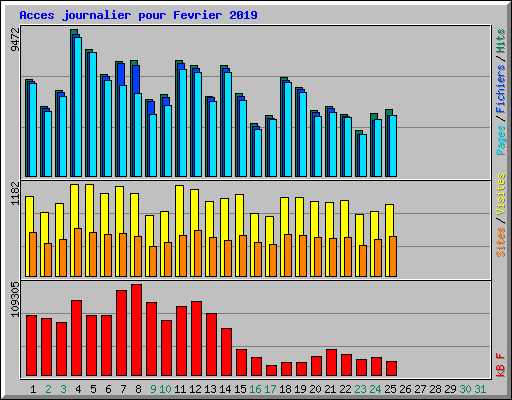 Acces journalier pour Fevrier 2019
9472
Pages / Fichiers / Hits
1182
Sites / Visites
109305
kB F
1 2 3 4 5 6 7 8 9 10 11 12 13 14 15 16 17 18 19 20 21 22 23 24 25 26 27 28 29 30 31